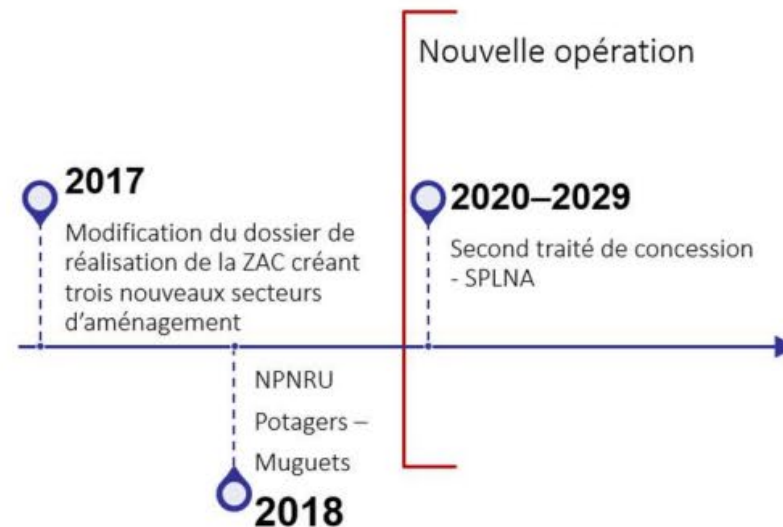 Nouvelle opération
2017
Modification du dossier de
réalisation de la ZAC créant
trois nouveaux secteurs
d’aménagement
2020–2029
Second traité de concession
- SPLNA
NPNRU
Potagers –
Muguets
2018